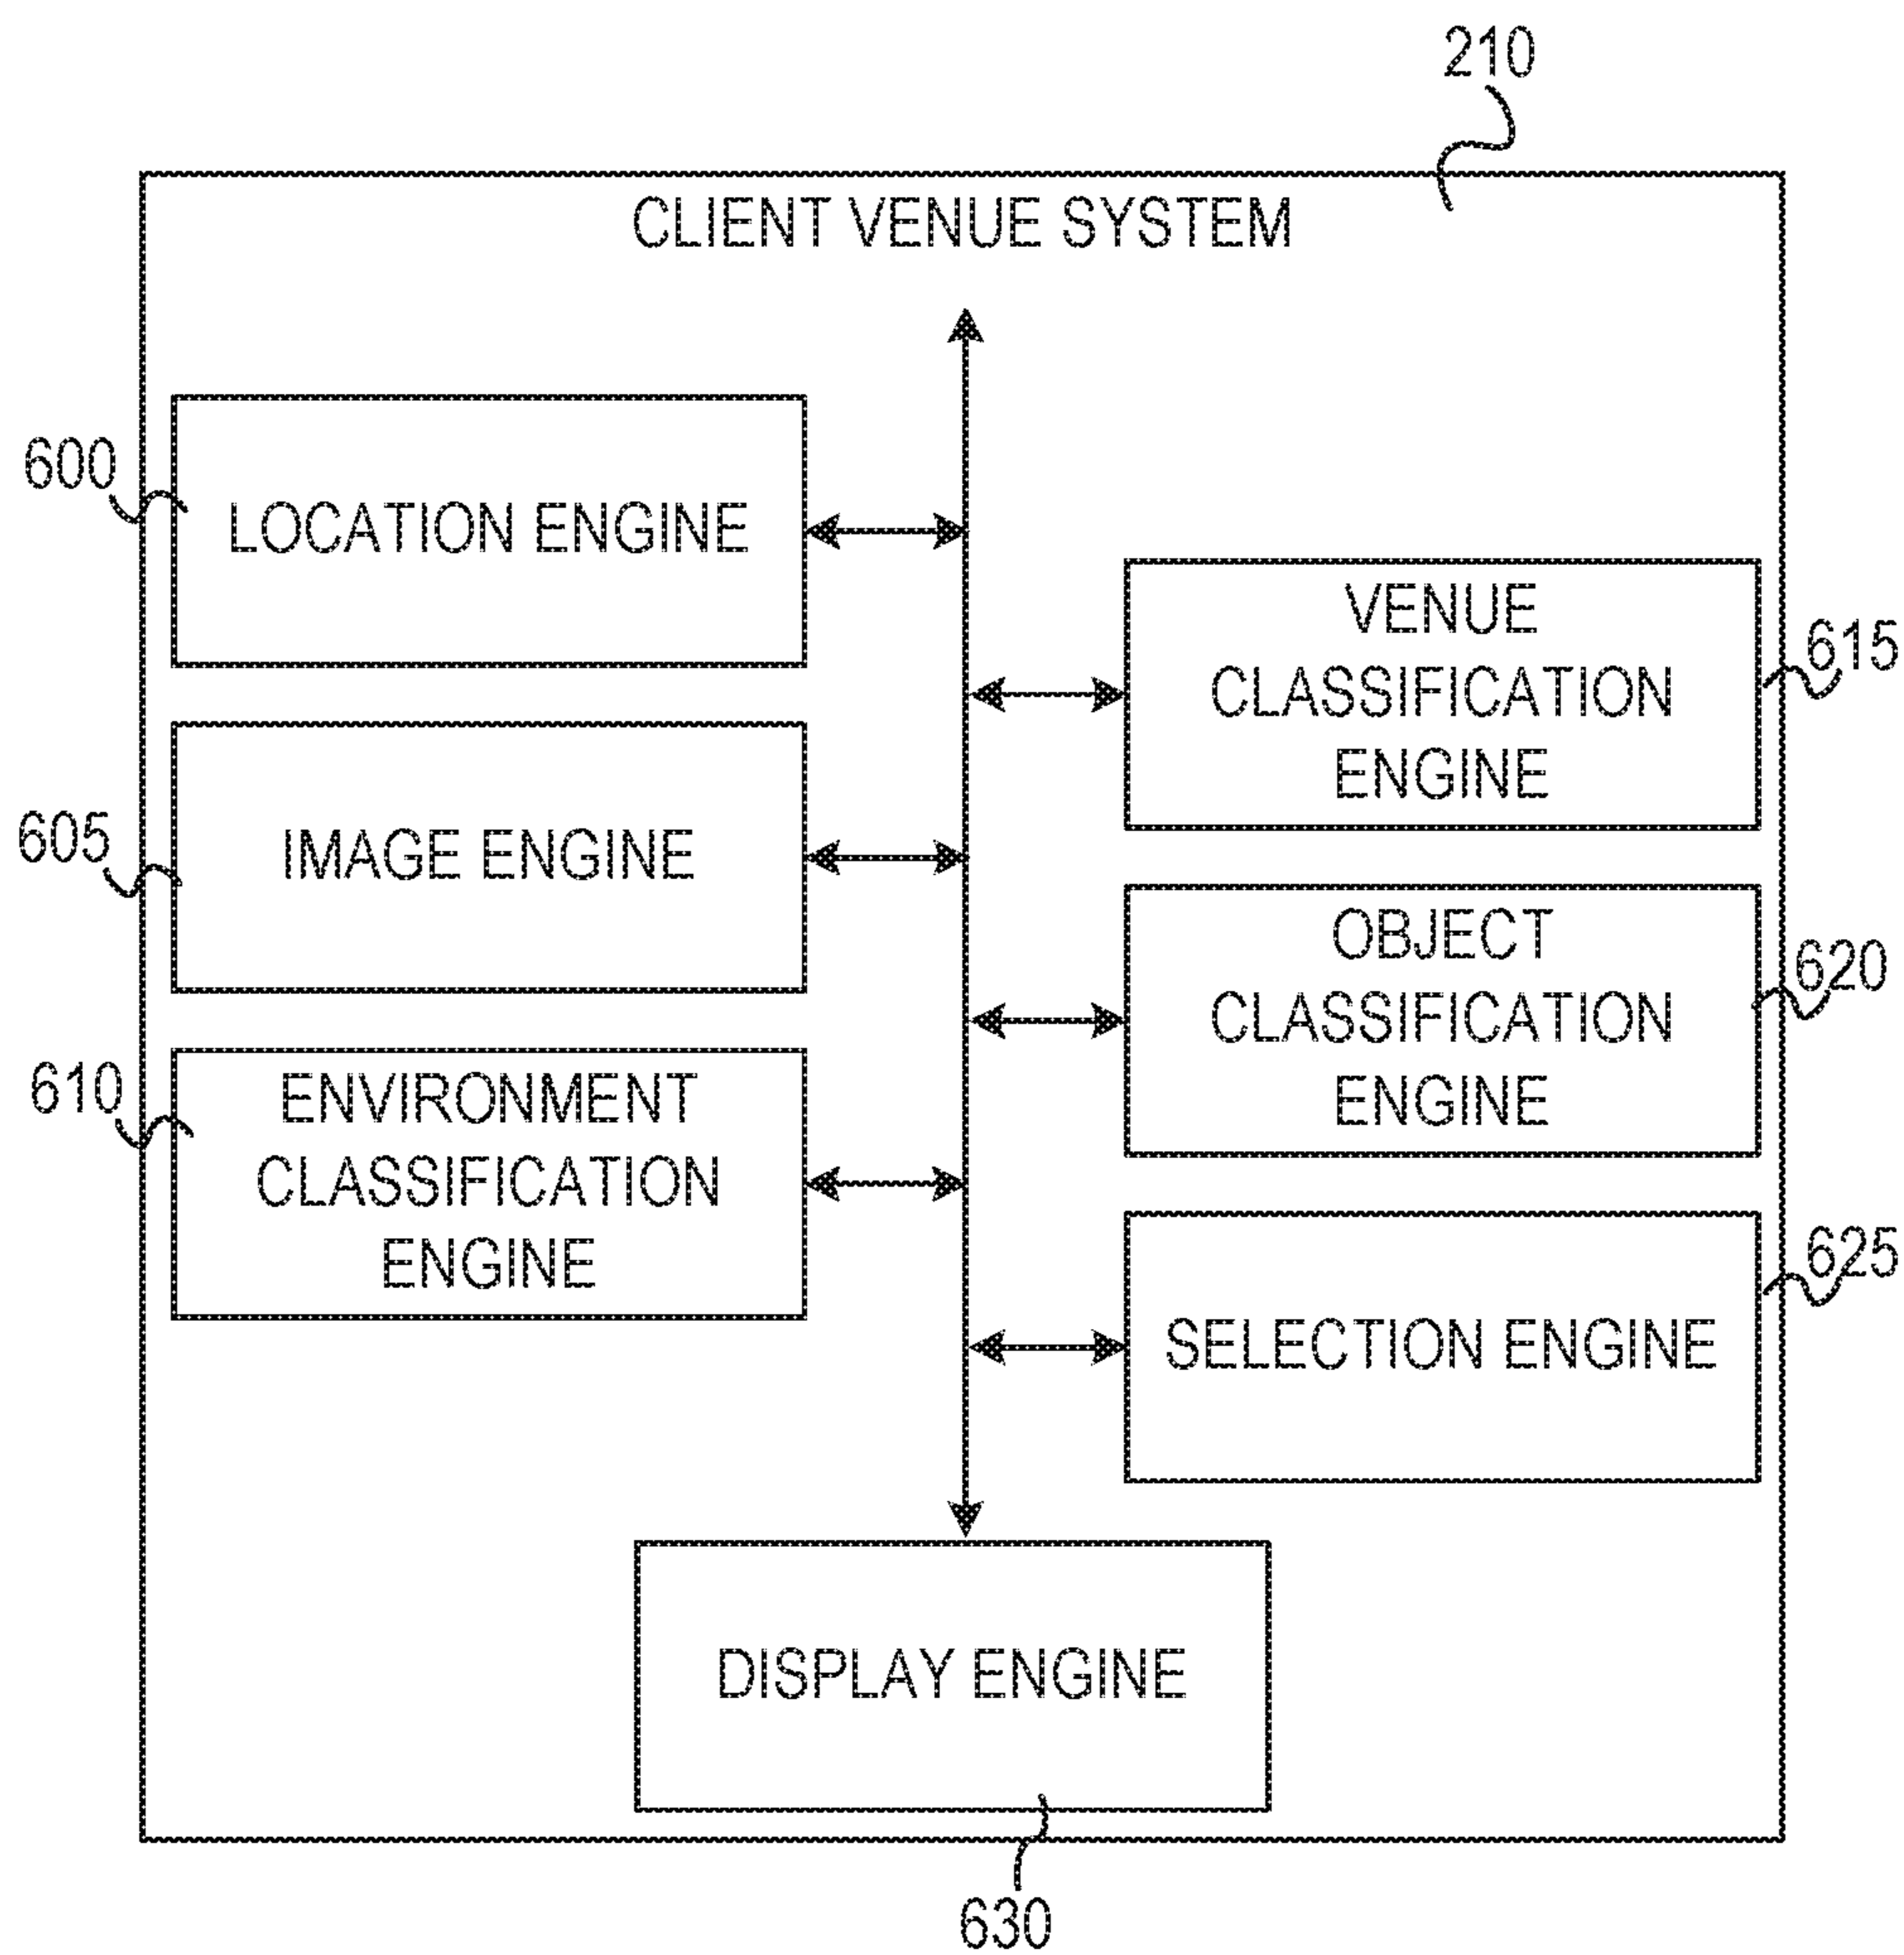 210
CLIENT VENUE SYSTEM
600
LOCATION ENGINE
605
IMAGE ENGINE
610
ENVIRONMENT
CLASSIFICATION
ENGINE
VENUE
CLASSIFICATION
ENGINE
615
OBJECT
CLASSIFICATION
ENGINE
620
SELECTION ENGINE
625
DISPLAY ENGINE
630